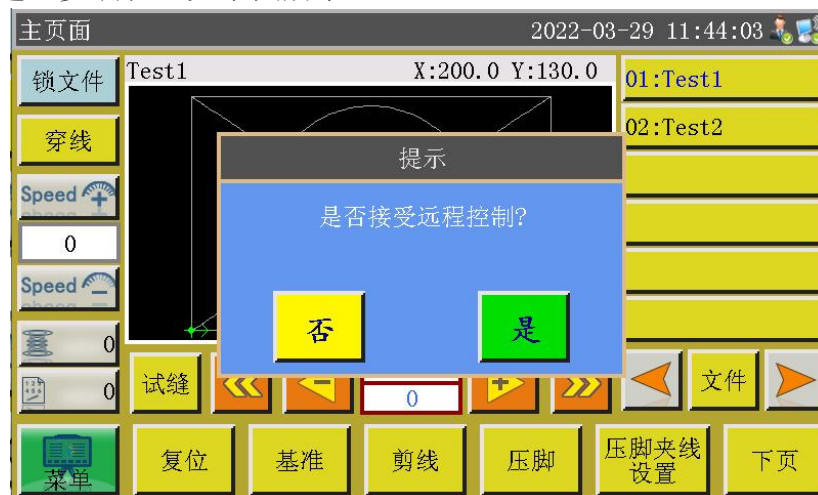 主页面 2022-03-29 11:44:03
锁文件 Test1 X:200.0 Y:130.0 01:Test1
穿线 02:Test2
提示
Speed
是否接受远程控制?
0
Speed
否 是
0
试缝 文件
0 0
菜单 复位 基准 剪线 压脚 压脚夹线 下页
设置